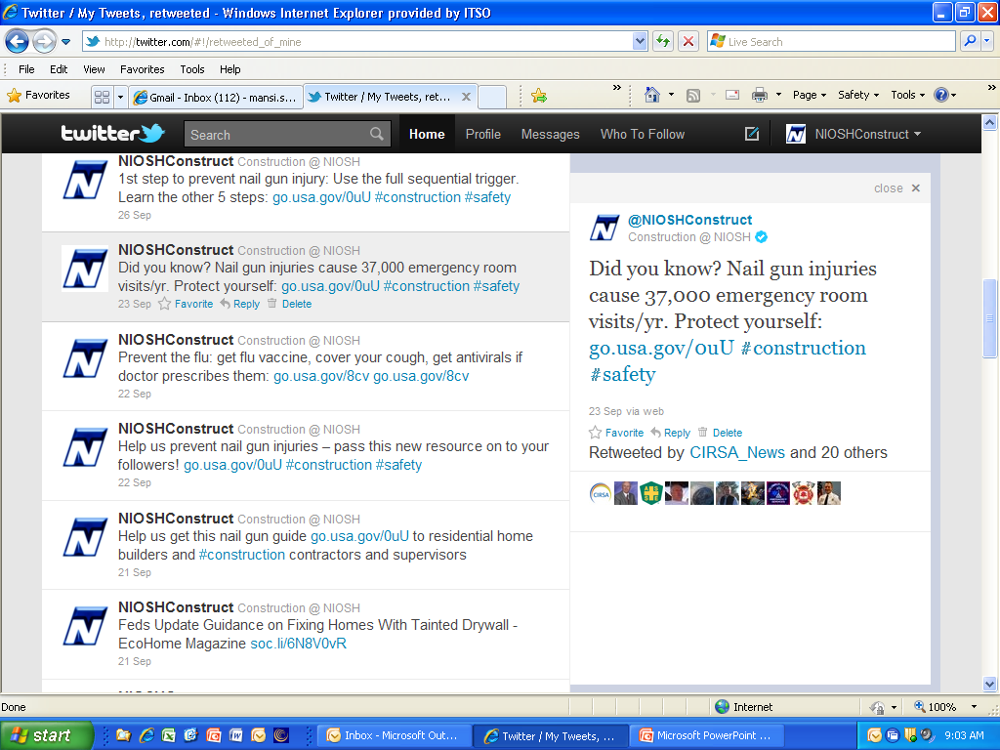 Twitter / My Tweets, retweeted - Windows Internet Explorer provided by ITSO
http://twitter.com/#!/retweeted_of_mine
Live Search
File Edit View Favorites Tools Help
Favorites
Gmail - Inbox (112) - mansi.s...
Twitter / My Tweets, ret...
Page Safety Tools
twitter
Search
Home Profile Messages Who To Follow
NIOSHConstruct
NIOSHConstruct Construction @ NIOSH
1st step to prevent nail gun injury: Use the full sequential trigger.
Learn the other 5 steps: go.usa.gov/0uU #construction #safety
26 Sep
NIOSHConstruct Construction @ NIOSH
Did you know? Nail gun injuries cause 37,000 emergency room
visits/yr. Protect yourself: go.usa.gov/0uU #construction #safety
23 Sep Favorite Reply Delete
NIOSHConstruct Construction @ NIOSH
Prevent the flu: get flu vaccine, cover your cough, get antivirals if
doctor prescribes them: go.usa.gov/8cv go.usa.gov/8cv
22 Sep
NIOSHConstruct Construction @ NIOSH
Help us prevent nail gun injuries – pass this new resource on to your
followers! go.usa.gov/0uU #construction #safety
22 Sep
NIOSHConstruct Construction @ NIOSH
Help us get this nail gun guide go.usa.gov/0uU to residential home
builders and #construction contractors and supervisors
21 Sep
NIOSHConstruct Construction @ NIOSH
Feds Update Guidance on Fixing Homes With Tainted Drywall -
EcoHome Magazine soc.li/6N8V0vR
21 Sep
close
@NIOSHConstruct
Construction @ NIOSH
Did you know? Nail gun injuries
cause 37,000 emergency room
visits/yr. Protect yourself:
go.usa.gov/0uU #construction
#safety
23 Sep via web
Favorite Reply Delete
Retweeted by CIRSA_News and 20 others
CIRSA
Done
Internet
100%
start
Inbox - Microsoft Out...
Twitter / My Tweets, ...
Microsoft PowerPoint ...
9:03 AM